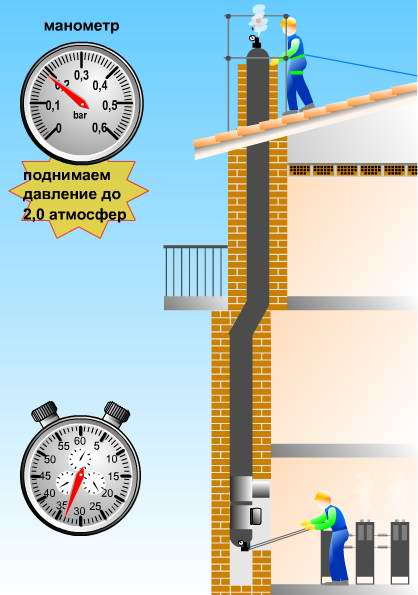 манометр
0,2 0,3 0,4
0,1 bar 0,5
0 0,6
поднимаем
давление до
2,0 атмосфер
55 60 5
50 10
45 15
40 20
35 30 25